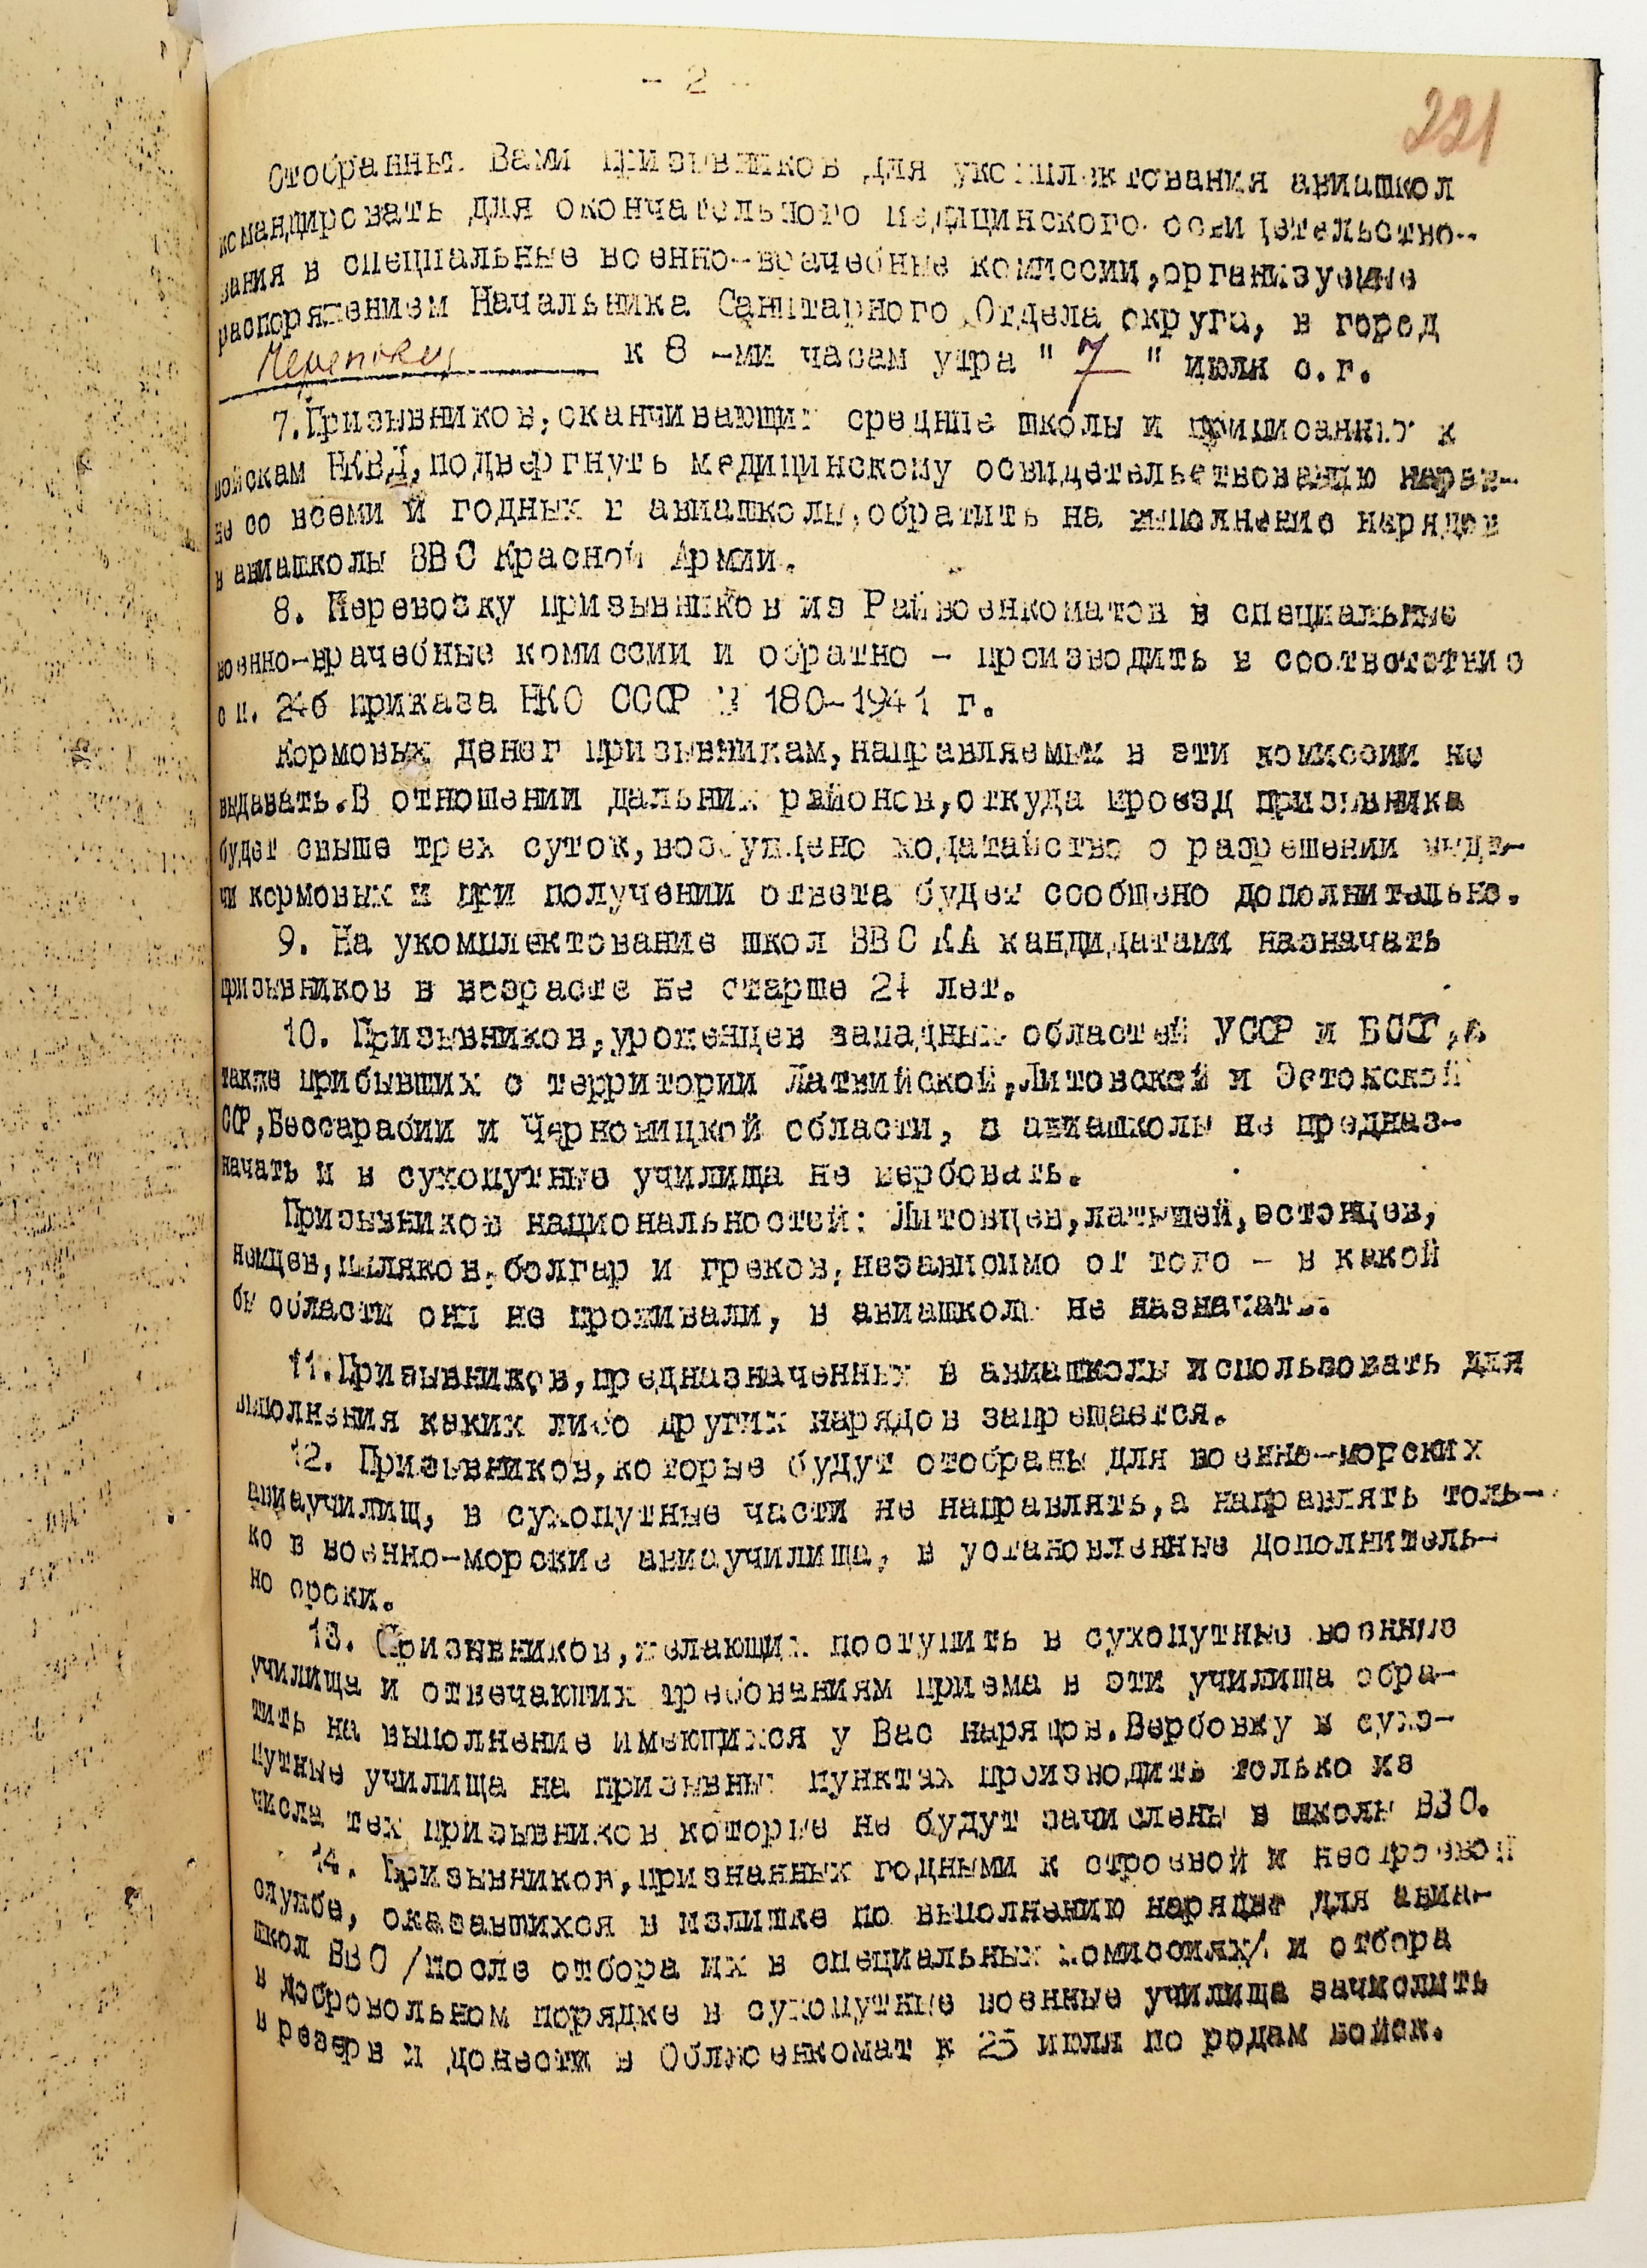 - 2 -
221
Отобранных Вами призывников для укомплектования авиашкол
командировать для окончательного медицинского освидетельство-
вания в специальные военно-врачебные комиссии,организуемые
распоряжением Начальника Санитарного Отдела округа, в город
к 8 -ми часам утра " 7 " июля с.г.
7.Призывников,оканчивающих средние школы и приписанных к
войскам НКВД,подвергнуть медицинскому освидетельствованию нарав-
не со всеми и годных в авиашколы,обратить на выполнение нарядов
в авиашколы ВВС Красной Армии.
8. Перевозку призывников из Райвоенкоматов в специальные
военно-врачебные комиссии и обратно - производить в соответствие
с п. 246 приказа НКО СССР № 180-1941 г.
Кормовых денег призывникам,направляемым в эти комиссии не
выдавать.В отношении дальних районов,откуда проезд призывника
будет свыше трех суток,возбуждено ходатайство о разрешении выда-
чи кормовых и при получении ответа будет сообщено дополнительно.
9. На укомплектование школ ВВС КА кандидатами назначать
призывников в возрасте не старше 24 лет.
10. Призывников,уроженцев западных областей УССР и БССР,а
также прибывших с территории Латвийской,Литовской и Эстонской
ССР,Бессарабии и Черновицкой области, в авиашколы не предназ-
начать и в сухопутные училища не вербовать.
Призывников национальностей: Литовцев,латышей,эстонцев,
немцев,поляков,болгар и греков,независимо от того - в какой
бы области они не проживали, в авиашколы не назначать.
11.Призывников,предназначенных в авиашколы использовать для
выполнения каких либо других нарядов запрещается.
12. Призывников,которые будут отобраны для военно-морских
авиаучилищ, в сухопутные части не направлять,а направлять толь-
ко в военно-морские авиаучилища, в установленные дополнитель-
но сроки.
13. Призывников,желающих поступить в сухопутные военные
училища и отвечающих требованиям приема в эти училища обра-
тить на выполнение имеющихся у Вас нарядов.Вербовку в сухо-
путные училища на призывных пунктах производить только из
числа тех призывников которые не будут зачислены в школы ВВС.
14. Призывников,признанных годными к строевой и нестроевой
службе, оказавшихся в излишке по выполнению наряда для авиа-
школ ВВС /после отбора их в специальных комиссиях/ и отбора
в добровольном порядке в сухопутные военные училища зачислить
в резерв и донести в Облвоенкомат к 25 июля по родам войск.